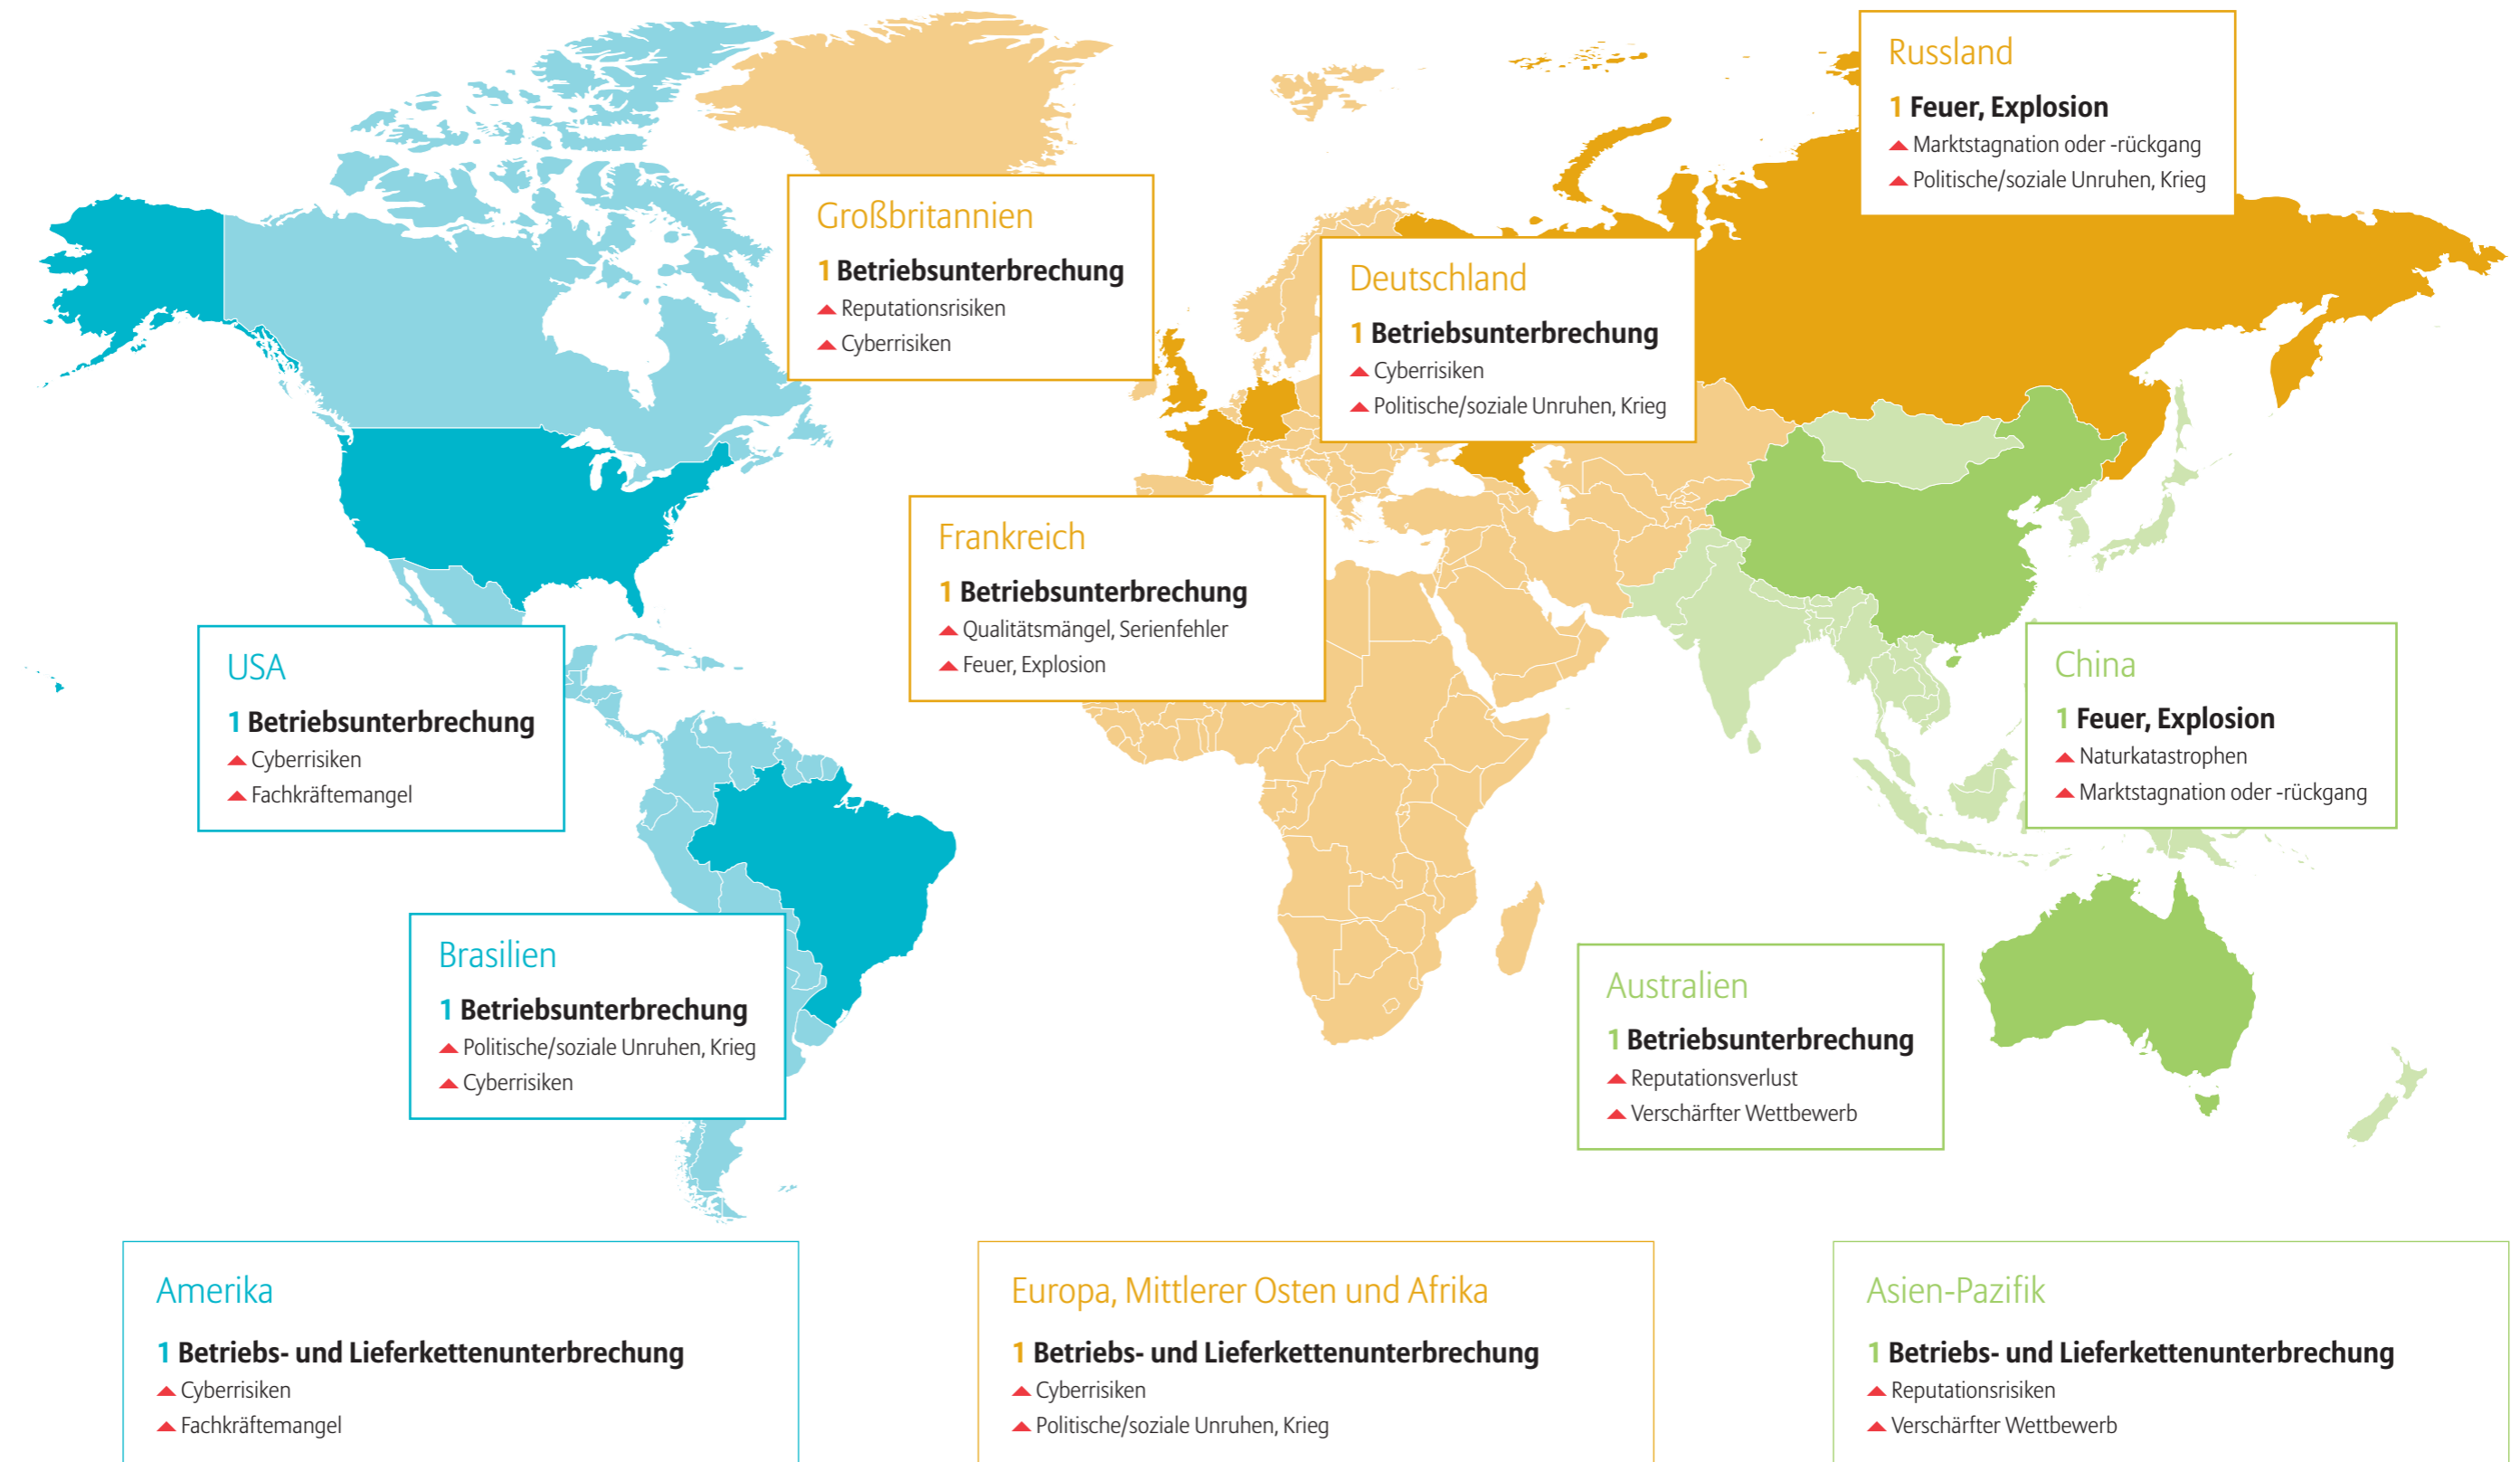 Russland
1 Feuer, Explosion
Marktstagnation oder -rückgang
Politische/soziale Unruhen, Krieg
Großbritannien
1 Betriebsunterbrechung
Reputationsrisiken
Cyberrisiken
Deutschland
1 Betriebsunterbrechung
Cyberrisiken
Politische/soziale Unruhen, Krieg
Frankreich
1 Betriebsunterbrechung
Qualitätsmängel, Serienfehler
Feuer, Explosion
USA
1 Betriebsunterbrechung
Cyberrisiken
Fachkräftemangel
China
1 Feuer, Explosion
Naturkatastrophen
Marktstagnation oder -rückgang
Brasilien
1 Betriebsunterbrechung
Politische/soziale Unruhen, Krieg
Cyberrisiken
Australien
1 Betriebsunterbrechung
Reputationsverlust
Verschärfter Wettbewerb
Amerika
1 Betriebs- und Lieferkettenunterbrechung
Cyberrisiken
Fachkräftemangel
Europa, Mittlerer Osten und Afrika
1 Betriebs- und Lieferkettenunterbrechung
Cyberrisiken
Politische/soziale Unruhen, Krieg
Asien-Pazifik
1 Betriebs- und Lieferkettenunterbrechung
Reputationsrisiken
Verschärfter Wettbewerb